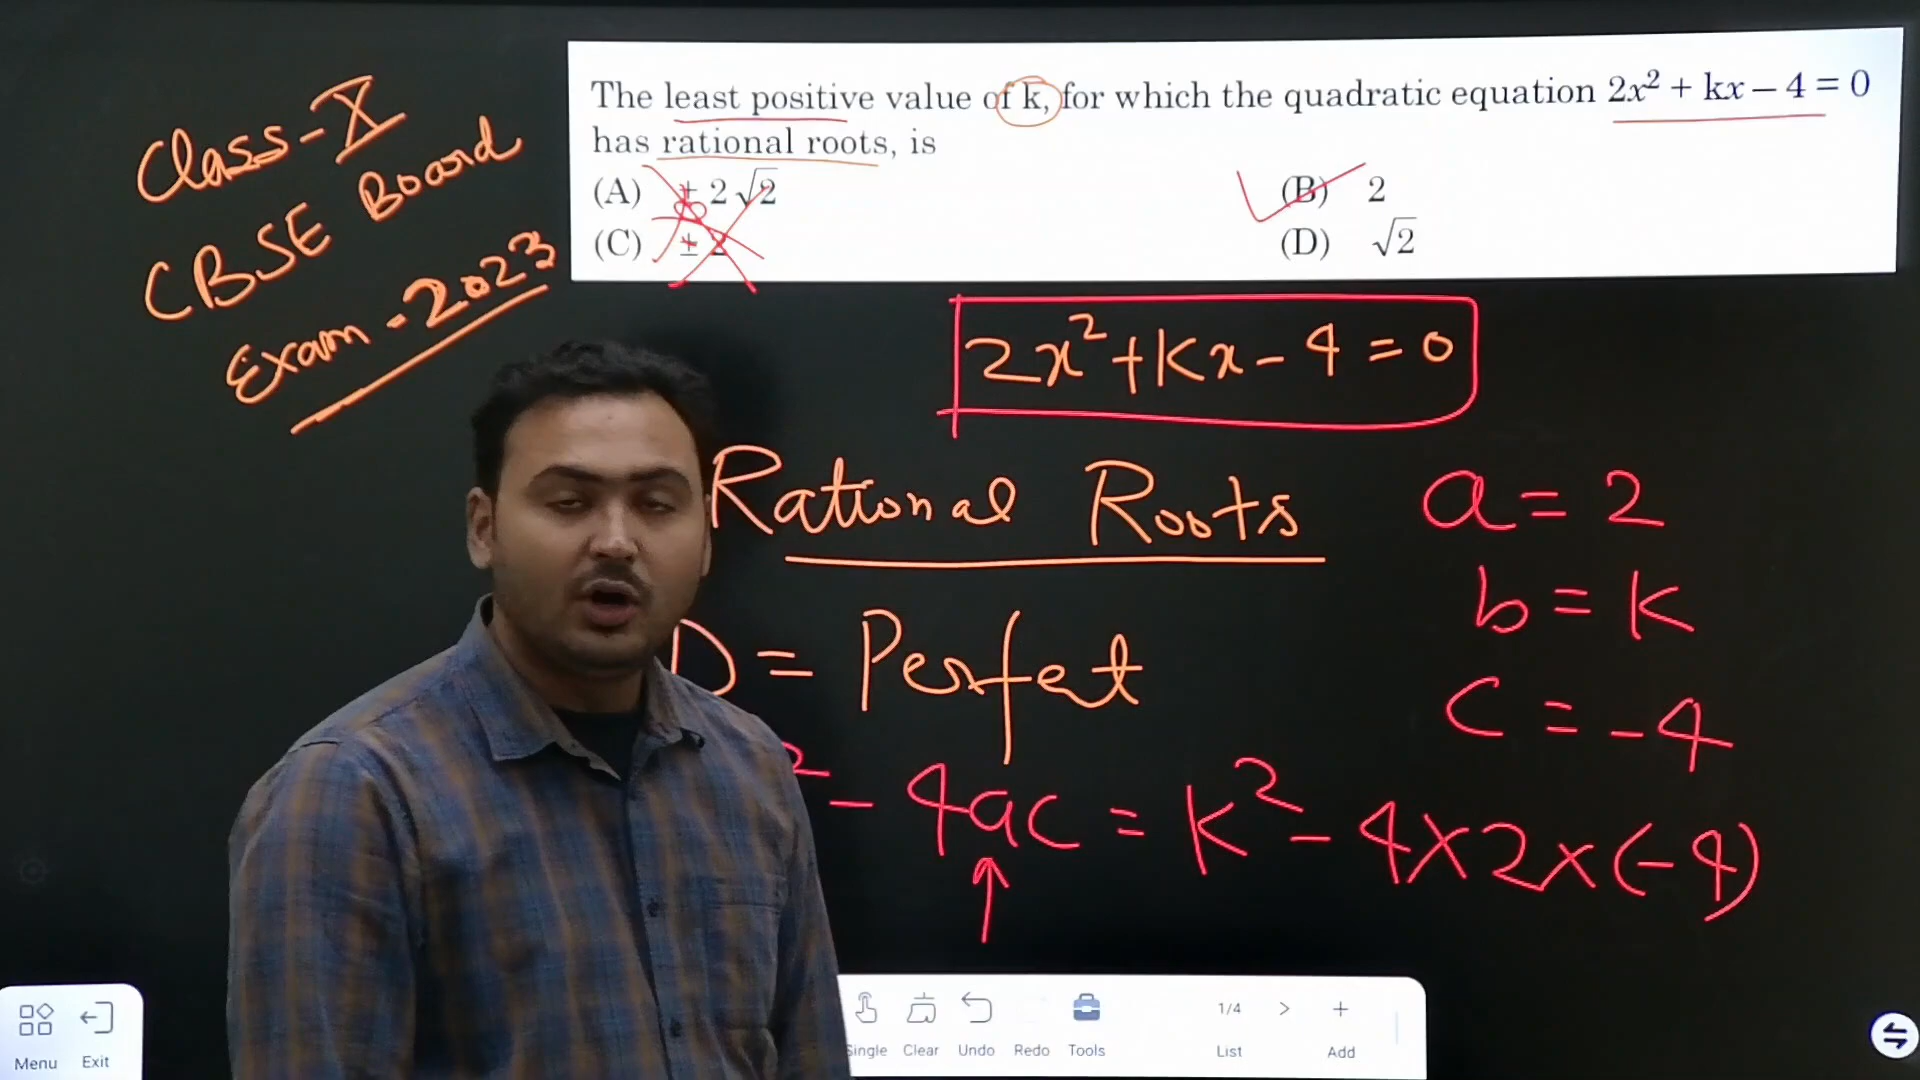 Class-X
CBSE Board
Exam-2023
The least positive value of k, for which the quadratic equation 2x² + kx – 4 = 0
has rational roots, is
(A) ± 2√2
(B) 2
(C) ± 2
(D) √2
2x²+Kx-4=0
Rational Roots
a=2
D = Perfect
b=K
c=-4
² - 4ac = K² - 4×2×(-4)
Menu
Exit
Single
Clear
Undo
Redo
Tools
1/4
List
>
+
Add